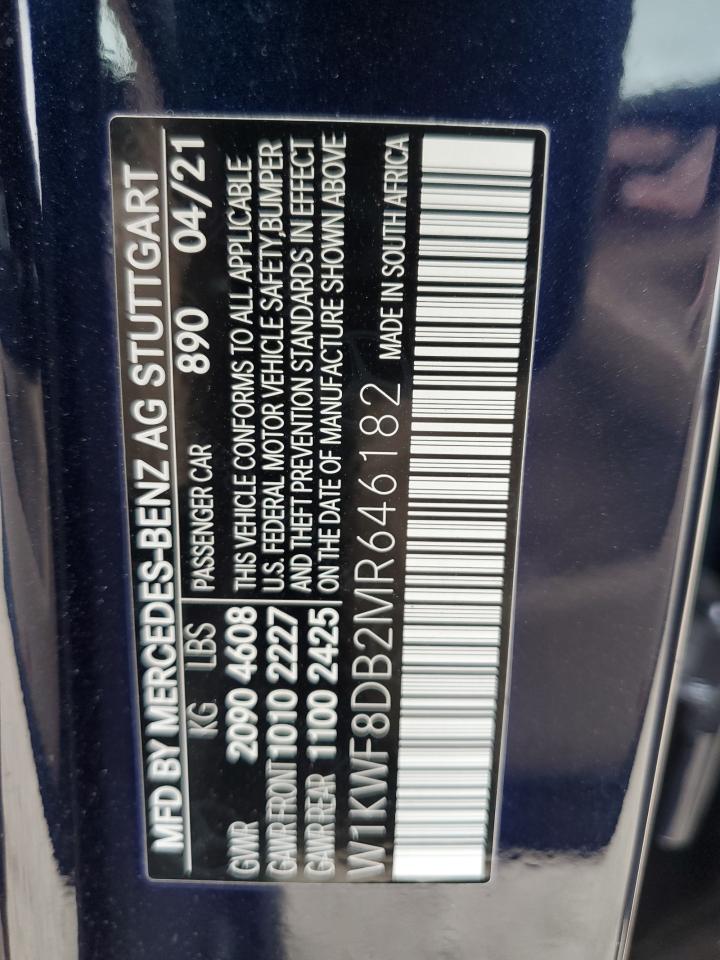 MFD BY MERCEDES-BENZ AG STUTTGART
KG LBS PASSENGER CAR 890 04/21
GWR 2090 4608 THIS VEHICLE CONFORMS TO ALL APPLICABLE
GAWR FRONT 1010 2227 U.S. FEDERAL MOTOR VEHICLE SAFETY,BUMPER
GAWR REAR 1100 2425 AND THEFT PREVENTION STANDARDS IN EFFECT
ON THE DATE OF MANUFACTURE SHOWN ABOVE
W1KWF8DB2MR646182 MADE IN SOUTH AFRICA